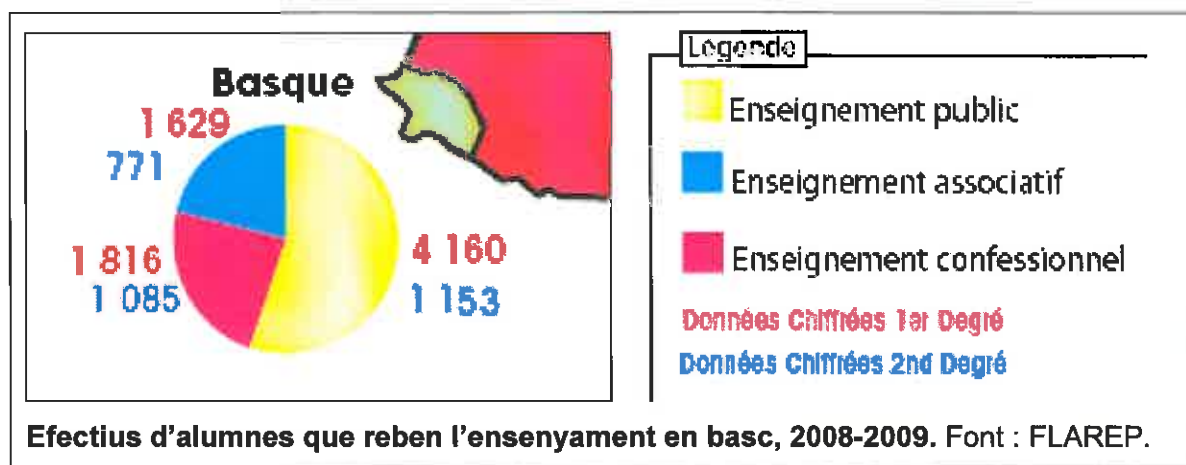 Basque
1 629
771
1 816
1 085
4 160
1 153
Legende
Enseignement public
Enseignement associatif
Enseignement confessionnel
Données Chiffrées 1er Degré
Données Chiffrées 2nd Degré
Efectius d'alumnes que reben l'ensenyament en basc, 2008-2009. Font : FLAREP.